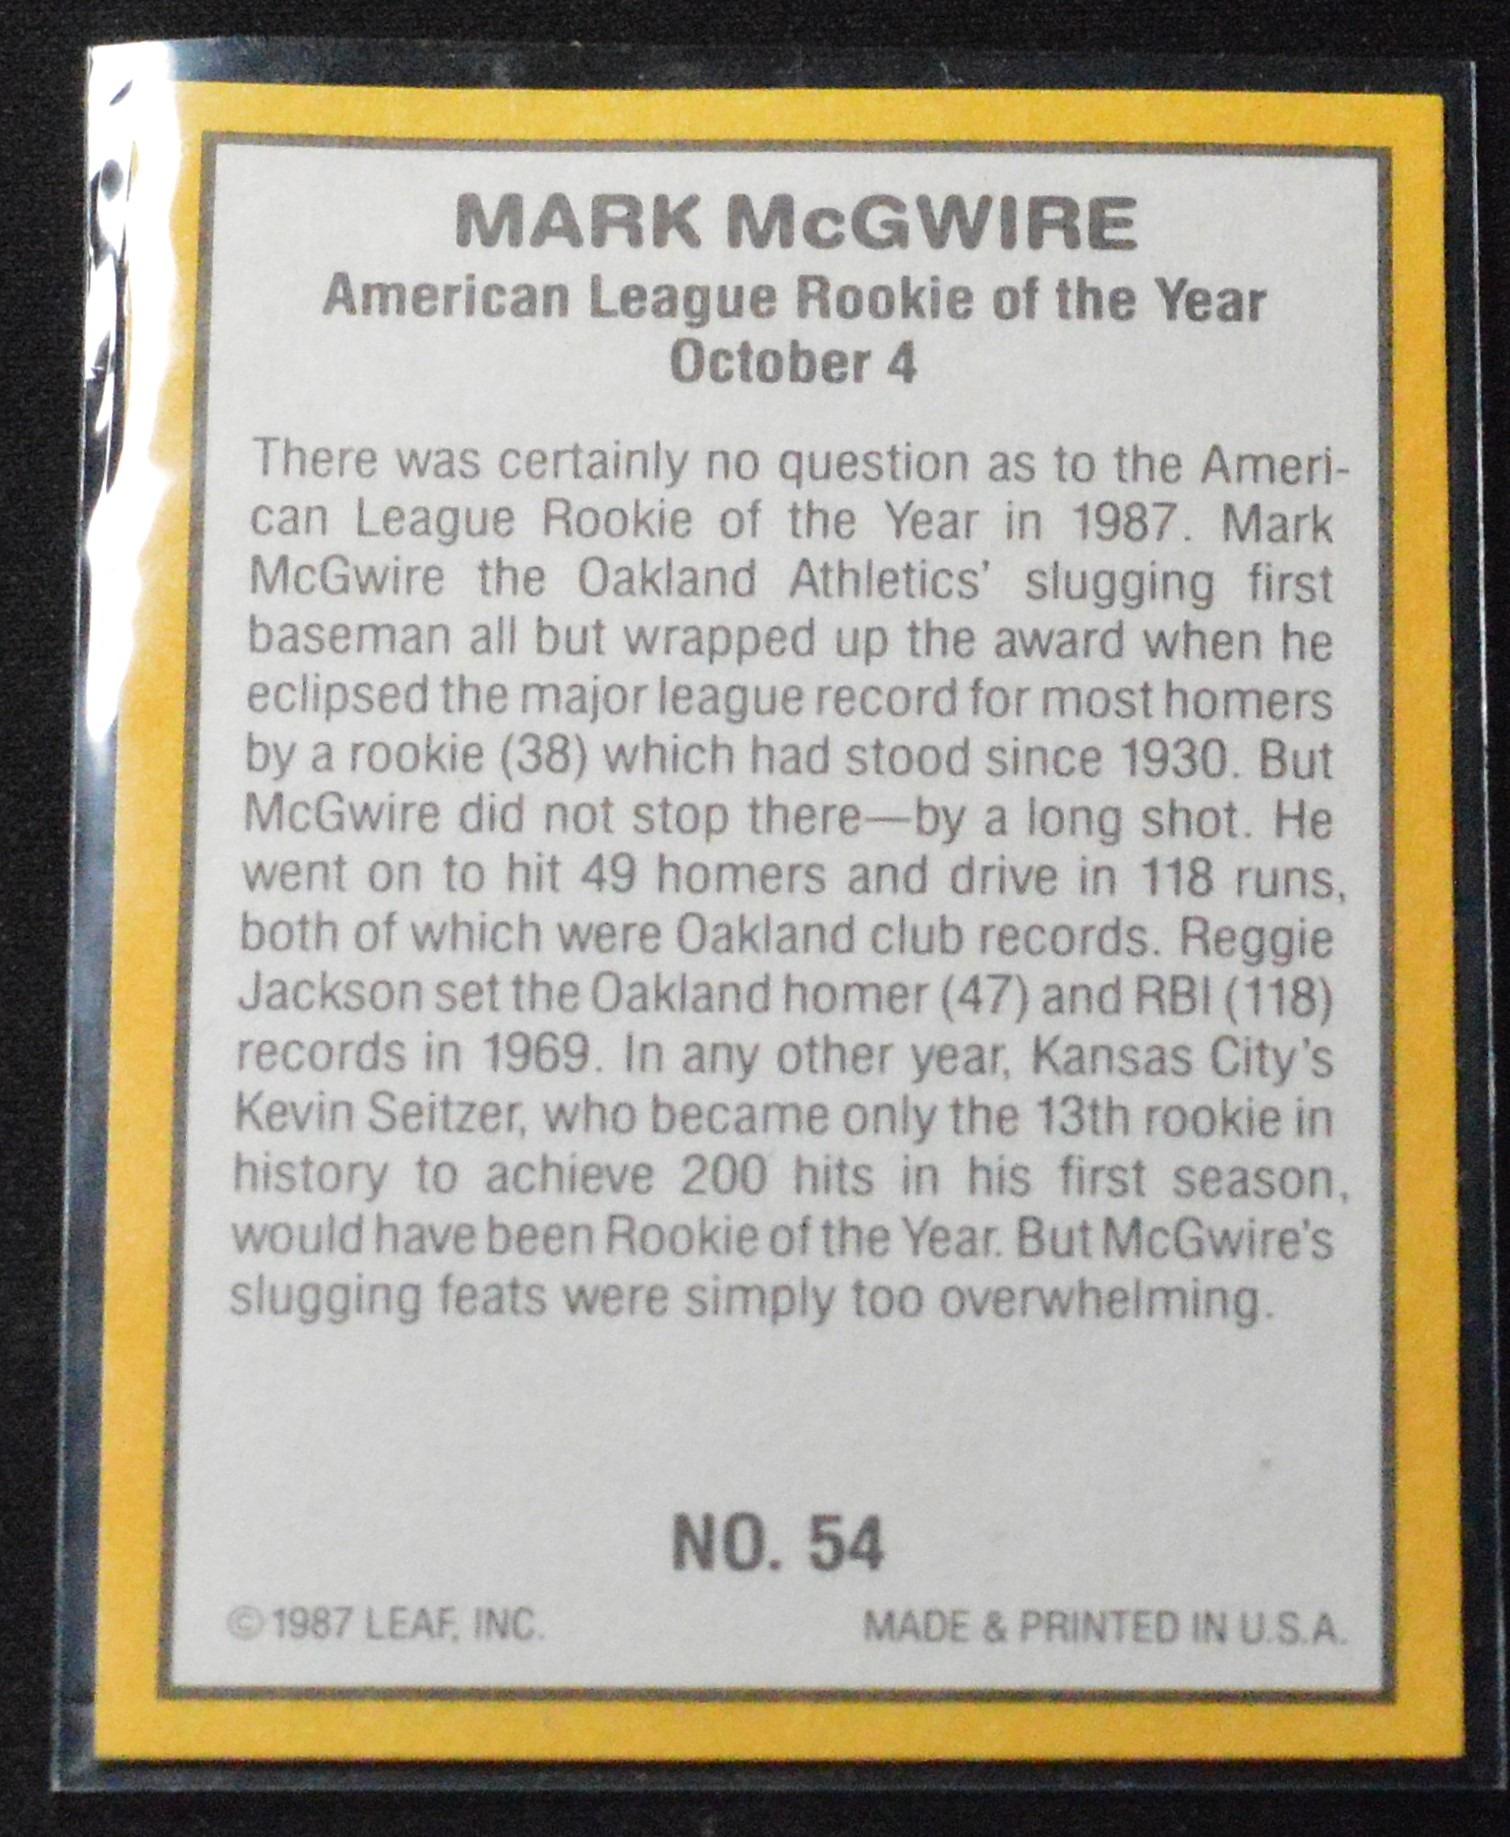 MARK McGWIRE
American League Rookie of the Year
October 4
There was certainly no question as to the Ameri-
can League Rookie of the Year in 1987. Mark
McGwire the Oakland Athletics' slugging first
baseman all but wrapped up the award when he
eclipsed the major league record for most homers
by a rookie (38) which had stood since 1930. But
McGwire did not stop there—by a long shot. He
went on to hit 49 homers and drive in 118 runs,
both of which were Oakland club records. Reggie
Jackson set the Oakland homer (47) and RBI (118)
records in 1969. In any other year, Kansas City's
Kevin Seitzer, who became only the 13th rookie in
history to achieve 200 hits in his first season,
would have been Rookie of the Year. But McGwire's
slugging feats were simply too overwhelming.
NO. 54
© 1987 LEAF, INC. MADE & PRINTED IN U.S.A.